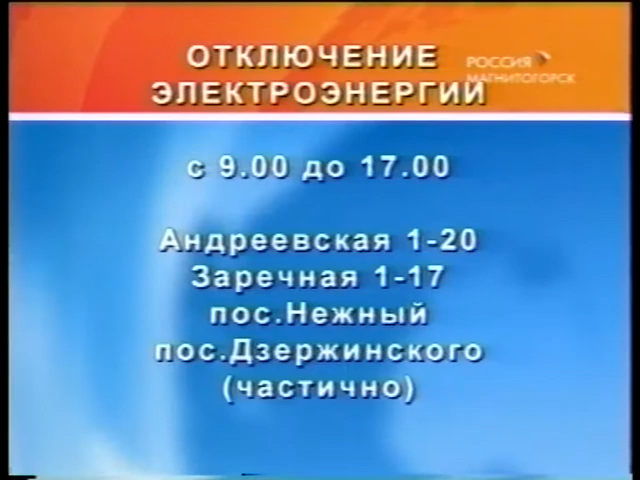 ОТКЛЮЧЕНИЕ
ЭЛЕКТРОЭНЕРГИИ
РОССИЯ
МАГНИТОГОРСК
с 9.00 до 17.00
Андреевская 1-20
Заречная 1-17
пос.Нежный
пос.Дзержинского
(частично)